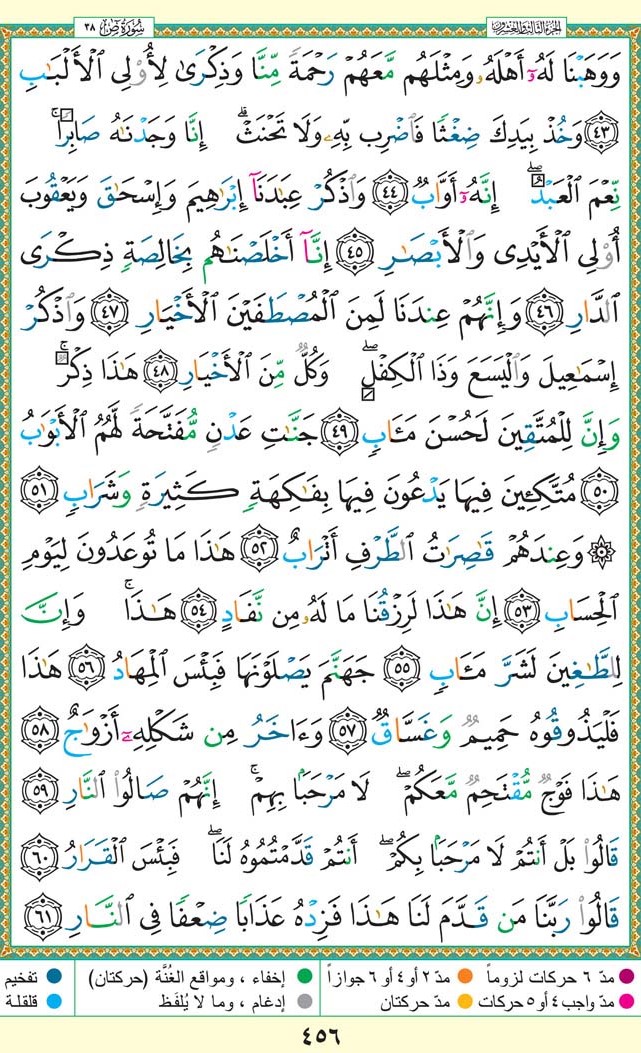 الجزء الثالث والعشرون
سُورَةُ صٓ ٣٨
وَوَهَبْنَا لَهُۥٓ أَهْلَهُۥ وَمِثْلَهُم مَّعَهُمْ رَحْمَةً مِّنَّا وَذِكْرَىٰ لِأُو۟لِى ٱلْأَلْبَٰبِ
﴿٤٣﴾ وَخُذْ بِيَدِكَ ضِغْثًا فَٱضْرِب بِّهِۦ وَلَا تَحْنَثْ ۗ إِنَّا وَجَدْنَٰهُ صَابِرًا ۚ
نِّعْمَ ٱلْعَبْدُ ۖ إِنَّهُۥٓ أَوَّابٌ ﴿٤٤﴾ وَٱذْكُرْ عِبَٰدَنَآ إِبْرَٰهِيمَ وَإِسْحَٰقَ وَيَعْقُوبَ
أُو۟لِى ٱلْأَيْدِى وَٱلْأَبْصَٰرِ ﴿٤٥﴾ إِنَّآ أَخْلَصْنَٰهُم بِخَالِصَةٍ ذِكْرَى
ٱلدَّارِ ﴿٤٦﴾ وَإِنَّهُمْ عِندَنَا لَمِنَ ٱلْمُصْطَفَيْنَ ٱلْأَخْيَارِ ﴿٤٧﴾ وَٱذْكُرْ
إِسْمَٰعِيلَ وَٱلْيَسَعَ وَذَا ٱلْكِفْلِ ۖ وَكُلٌّ مِّنَ ٱلْأَخْيَارِ ﴿٤٨﴾ هَٰذَا ذِكْرٌ ۚ
وَإِنَّ لِلْمُتَّقِينَ لَحُسْنَ مَـَٔابٍ ﴿٤٩﴾ جَنَّٰتِ عَدْنٍ مُّفَتَّحَةً لَّهُمُ ٱلْأَبْوَٰبُ
﴿٥٠﴾ مُتَّكِـِٔينَ فِيهَا يَدْعُونَ فِيهَا بِفَٰكِهَةٍ كَثِيرَةٍ وَشَرَابٍ ﴿٥١﴾
۞ وَعِندَهُمْ قَٰصِرَٰتُ ٱلطَّرْفِ أَتْرَابٌ ﴿٥٢﴾ هَٰذَا مَا تُوعَدُونَ لِيَوْمِ
ٱلْحِسَابِ ﴿٥٣﴾ إِنَّ هَٰذَا لَرِزْقُنَا مَا لَهُۥ مِن نَّفَادٍ ﴿٥٤﴾ هَٰذَا ۚ وَإِنَّ
لِلطَّٰغِينَ لَشَرَّ مَـَٔابٍ ﴿٥٥﴾ جَهَنَّمَ يَصْلَوْنَهَا فَبِئْسَ ٱلْمِهَادُ ﴿٥٦﴾ هَٰذَا
فَلْيَذُوقُوهُ حَمِيمٌ وَغَسَّاقٌ ﴿٥٧﴾ وَءَاخَرُ مِن شَكْلِهِۦٓ أَزْوَٰجٌ ﴿٥٨﴾
هَٰذَا فَوْجٌ مُّقْتَحِمٌ مَّعَكُمْ ۖ لَا مَرْحَبًۢا بِهِمْ ۚ إِنَّهُمْ صَالُوا۟ ٱلنَّارِ ﴿٥٩﴾
قَالُوا۟ بَلْ أَنتُمْ لَا مَرْحَبًۢا بِكُمْ ۖ أَنتُمْ قَدَّمْتُمُوهُ لَنَا ۖ فَبِئْسَ ٱلْقَرَارُ ﴿٦٠﴾
قَالُوا۟ رَبَّنَا مَن قَدَّمَ لَنَا هَٰذَا فَزِدْهُ عَذَابًا ضِعْفًا فِى ٱلنَّارِ ﴿٦١﴾
مدّ ٦ حركات لزوماً
مدّ ٢ أو ٤ أو ٦ جوازاً
إخفاء ، ومواقع الغُنَّة (حركتان)
تفخيم
مدّ واجب ٤ أو ٥ حركات
مدّ حركتان
إدغام ، وما لا يُلفَظ
قلقلة
٤٥٦